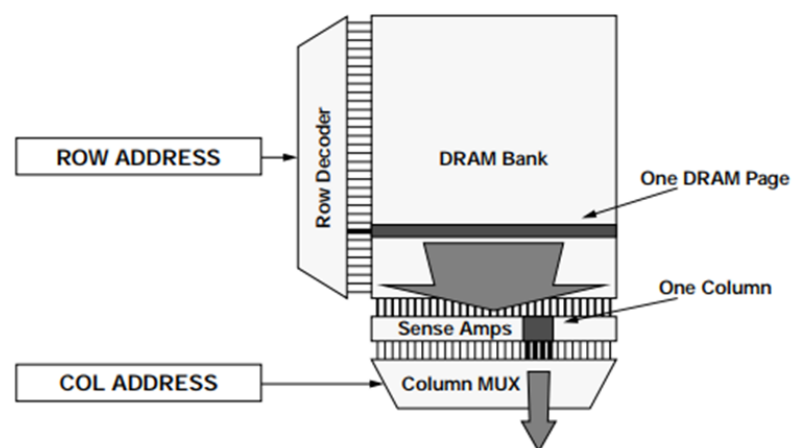 ROW ADDRESS
Row Decoder
DRAM Bank
One DRAM Page
One Column
Sense Amps
COL ADDRESS
Column MUX